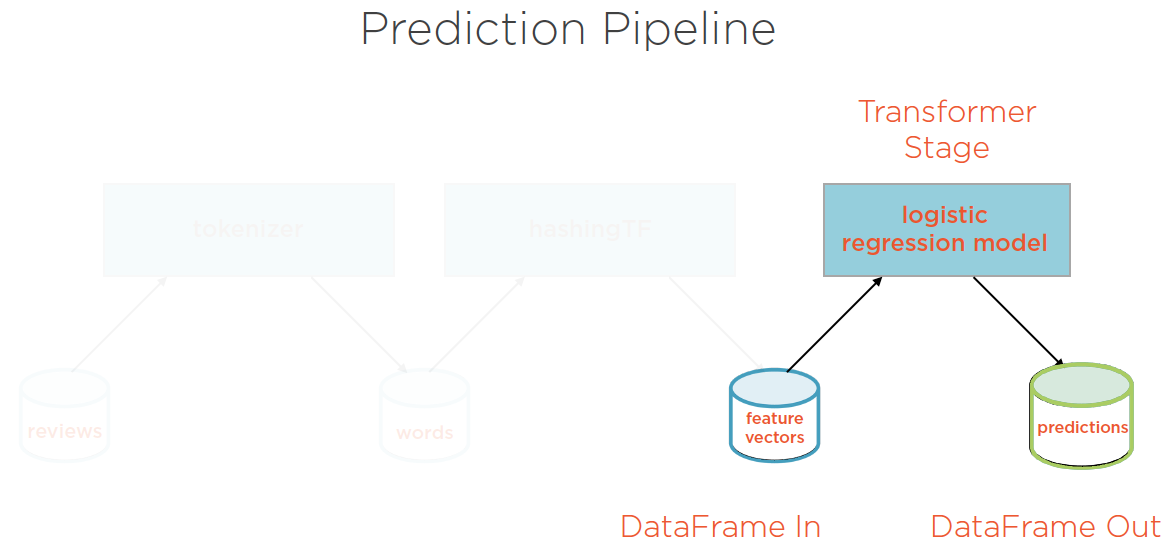 Prediction Pipeline
Transformer
Stage
tokenizer
hashingTF
logistic
regression model
reviews
words
feature
vectors
predictions
DataFrame In
DataFrame Out